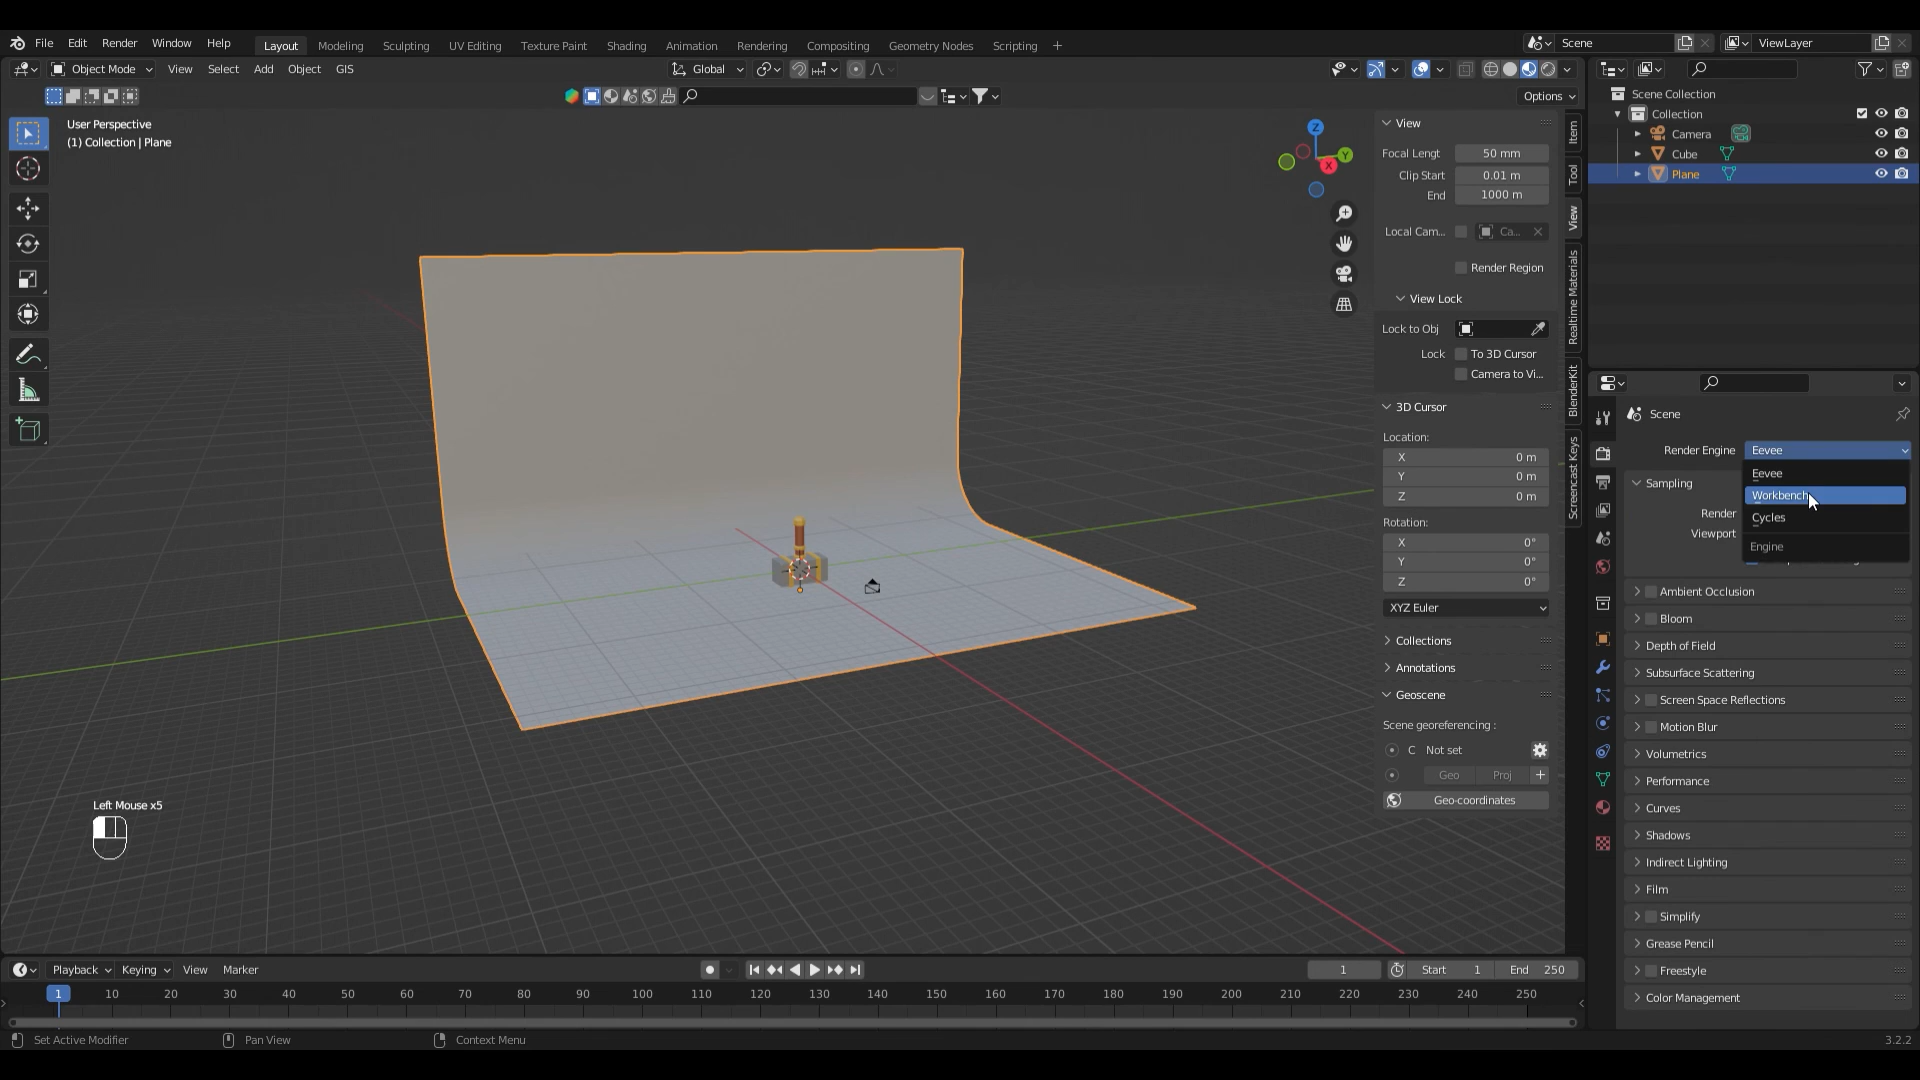 File Edit Render Window Help Layout Modeling Sculpting UV Editing Texture Paint Shading Animation Rendering Compositing Geometry Nodes Scripting + Scene ViewLayer
Object Mode View Select Add Object GIS Global
Options
User Perspective
(1) Collection | Plane
Z
Y
X
View
Focal Lengt 50 mm
Clip Start 0.01 m
End 1000 m
Local Cam... Ca...
Render Region
View Lock
Lock to Obj
Lock To 3D Cursor
Camera to Vi...
3D Cursor
Location:
X 0 m
Y 0 m
Z 0 m
Rotation:
X 0°
Y 0°
Z 0°
XYZ Euler
Collections
Annotations
Geoscene
Scene georeferencing :
C Not set
Geo Proj +
Geo-coordinates
Item
Tool
View
Realtime Materials
BlenderKit
Screencast Keys
Scene Collection
Collection
Camera
Cube
Plane
Scene
Render Engine Eevee
Eevee
Workbench
Cycles
Engine
Sampling
Render
Viewport
Ambient Occlusion
Bloom
Depth of Field
Subsurface Scattering
Screen Space Reflections
Motion Blur
Volumetrics
Performance
Curves
Shadows
Indirect Lighting
Film
Simplify
Grease Pencil
Freestyle
Color Management
Left Mouse x5
Playback Keying View Marker 1 Start 1 End 250
1 10 20 30 40 50 60 70 80 90 100 110 120 130 140 150 160 170 180 190 200 210 220 230 240 250
Set Active Modifier Pan View Context Menu 3.2.2